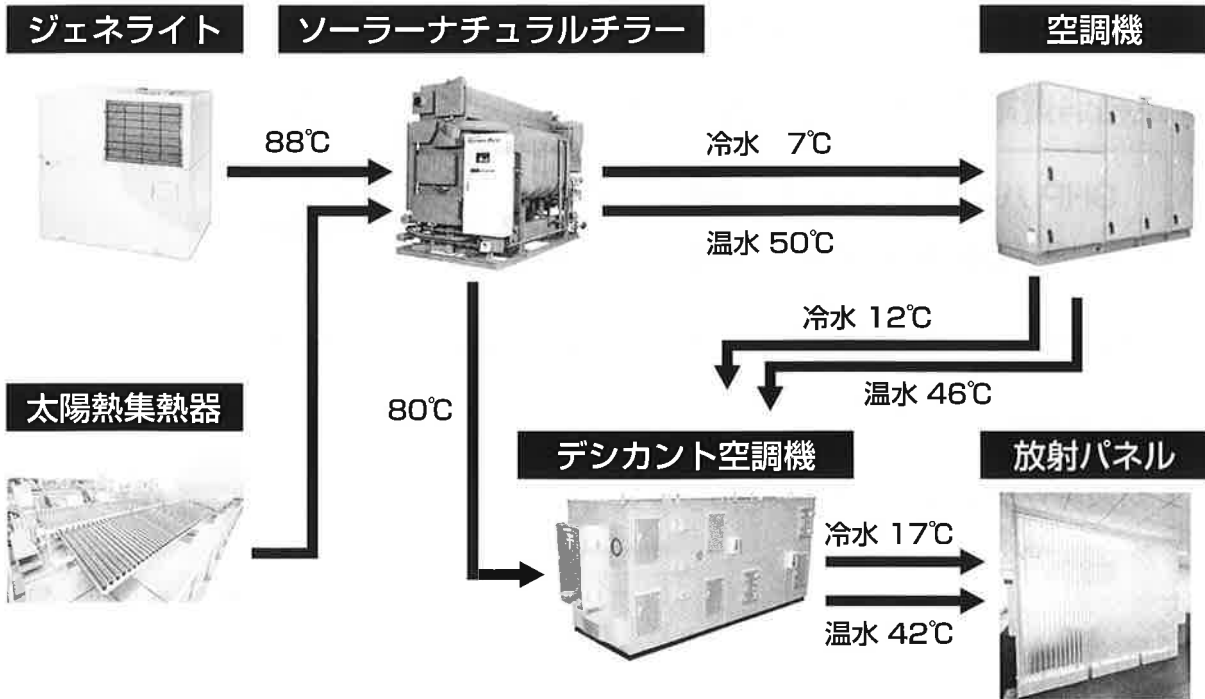 ジェネライト
ソーラーナチュラルチラー
空調機
88℃
冷水 7℃
温水 50℃
冷水 12℃
温水 46℃
太陽熱集熱器
80℃
デシカント空調機
放射パネル
冷水 17℃
温水 42℃